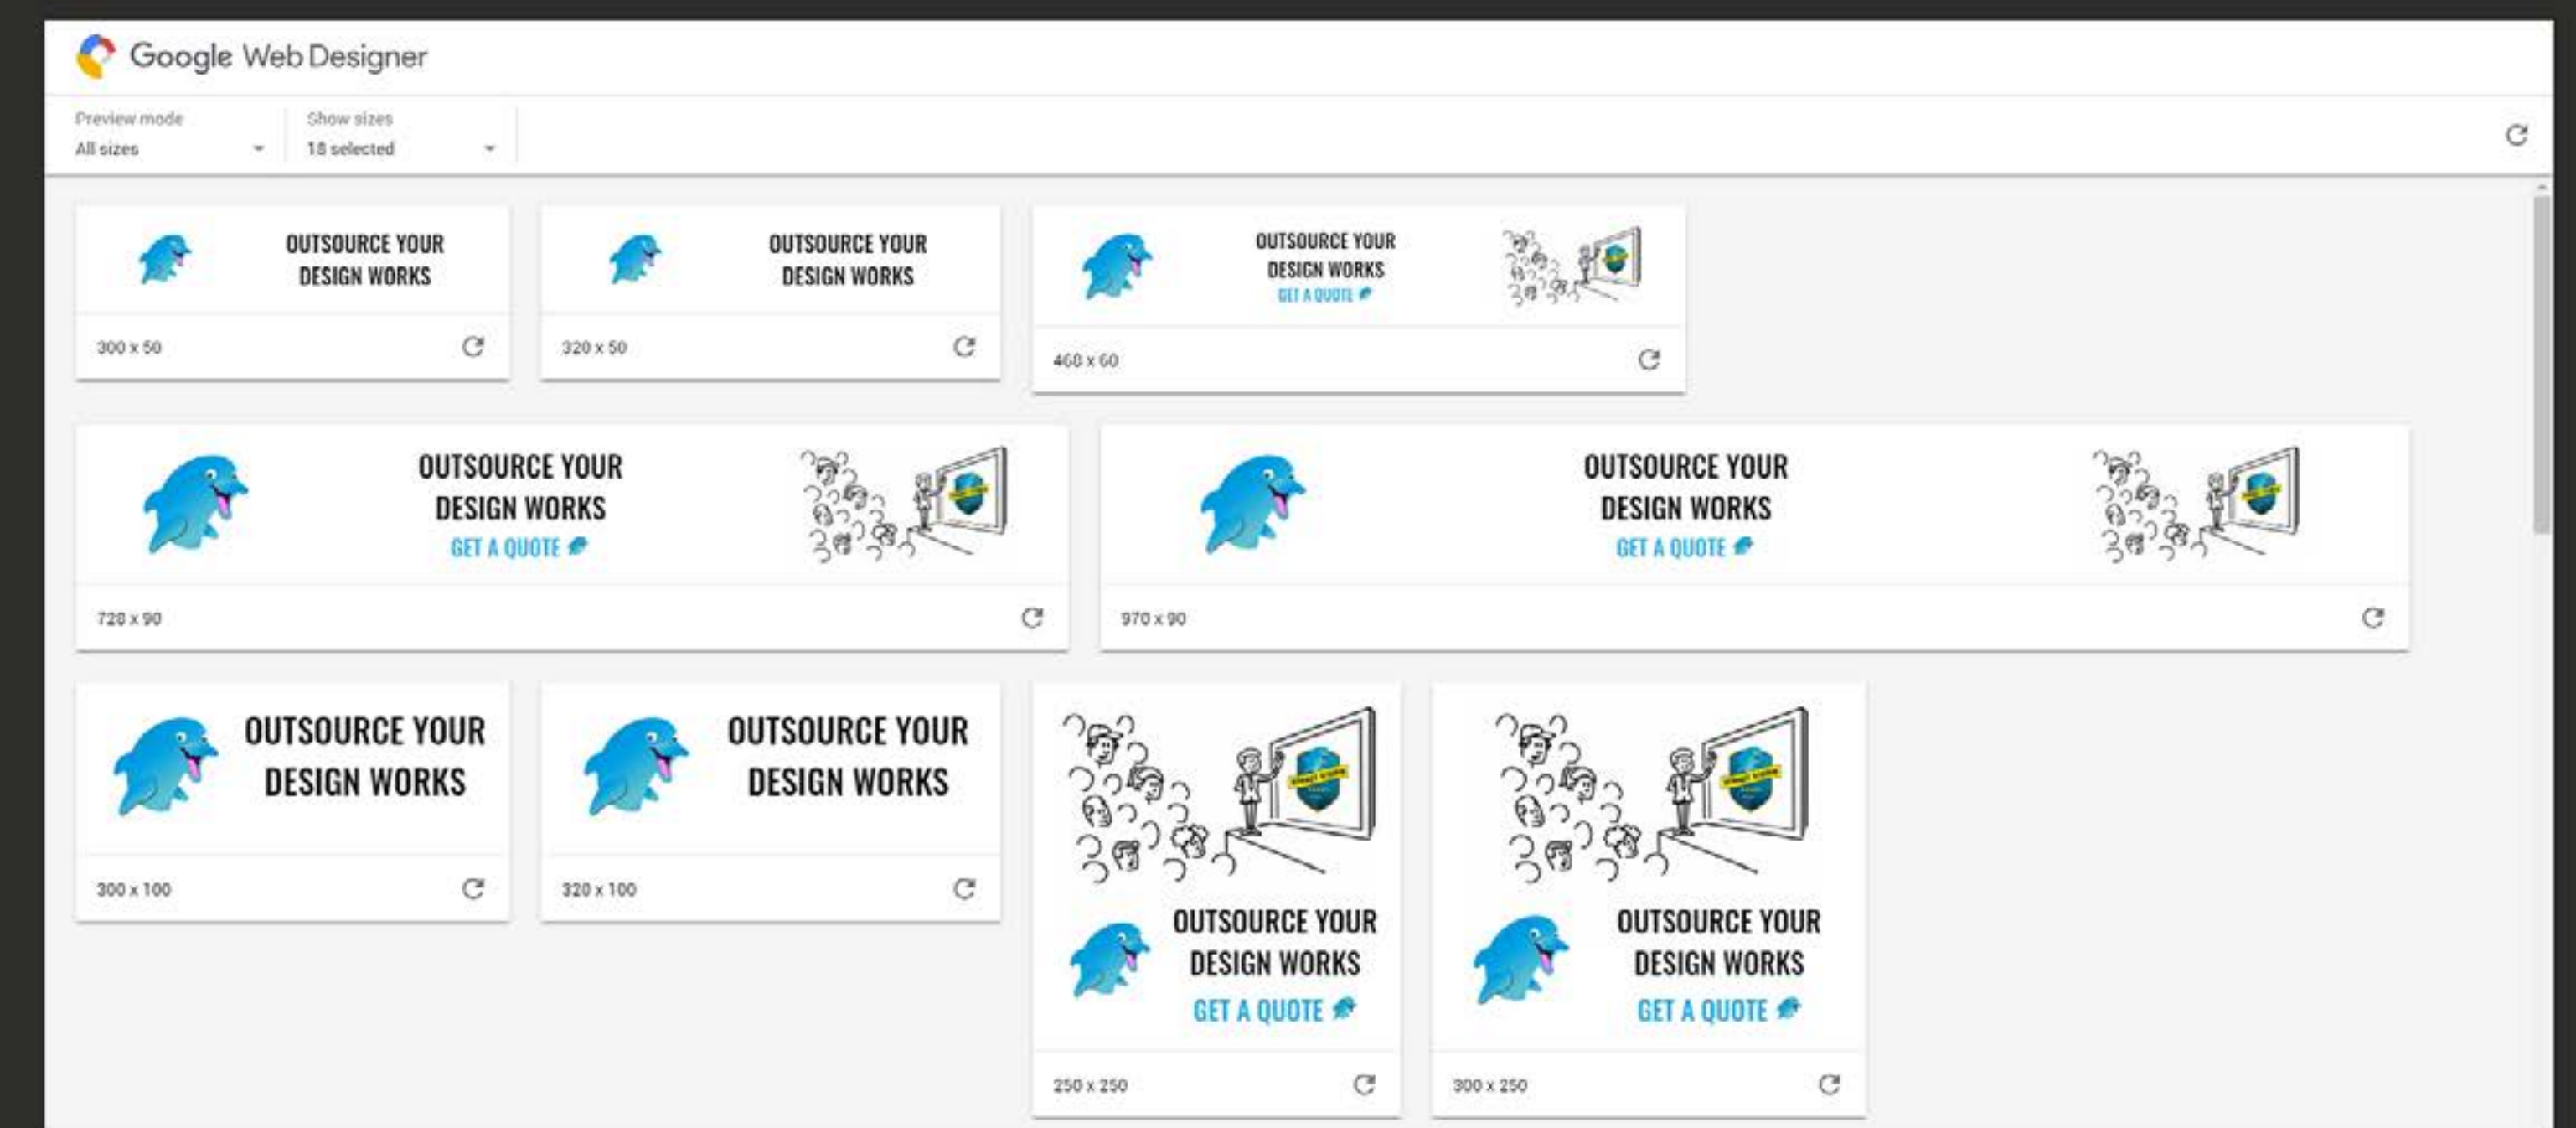 Google Web Designer
Preview mode
Show sizes
All sizes
18 selected
OUTSOURCE YOUR
DESIGN WORKS
300 x 50
OUTSOURCE YOUR
DESIGN WORKS
320 x 50
OUTSOURCE YOUR
DESIGN WORKS
GET A QUOTE
468 x 60
OUTSOURCE YOUR
DESIGN WORKS
GET A QUOTE
728 x 90
OUTSOURCE YOUR
DESIGN WORKS
GET A QUOTE
970 x 90
OUTSOURCE YOUR
DESIGN WORKS
300 x 100
OUTSOURCE YOUR
DESIGN WORKS
320 x 100
OUTSOURCE YOUR
DESIGN WORKS
GET A QUOTE
250 x 250
OUTSOURCE YOUR
DESIGN WORKS
GET A QUOTE
300 x 250